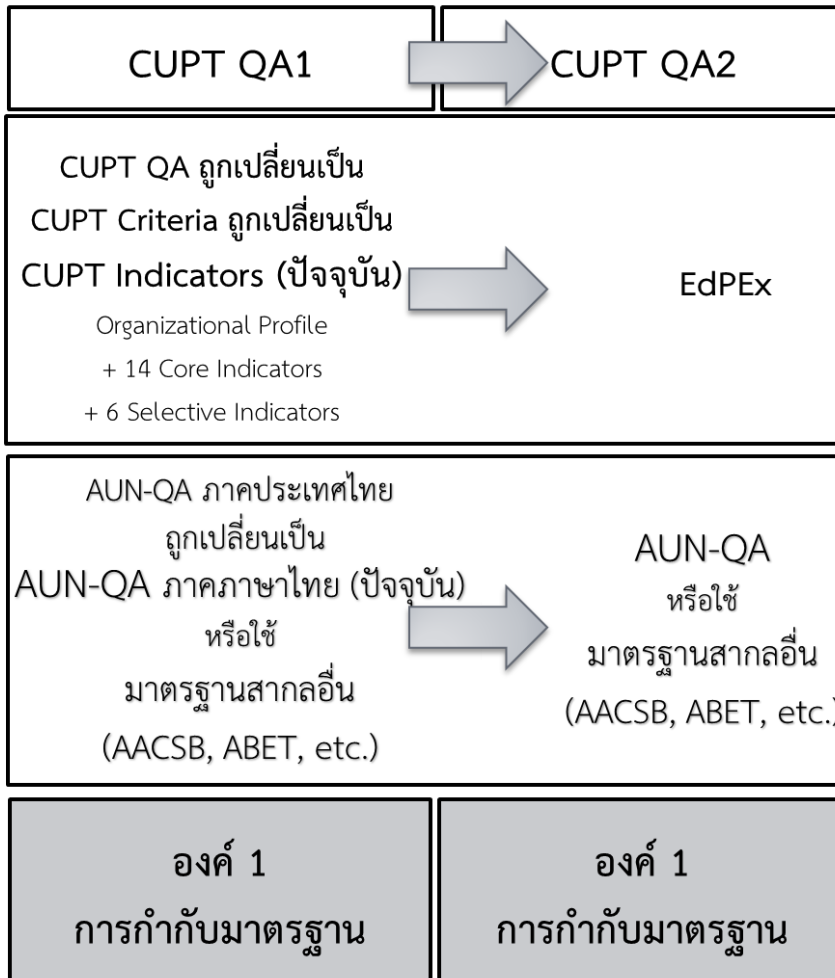 CUPT QA1
CUPT QA2
CUPT QA ถูกเปลี่ยนเป็น
CUPT Criteria ถูกเปลี่ยนเป็น
CUPT Indicators (ปัจจุบัน)
Organizational Profile
+ 14 Core Indicators
+ 6 Selective Indicators
EdPEx
AUN-QA ภาคประเทศไทย
ถูกเปลี่ยนเป็น
AUN-QA ภาคภาษาไทย (ปัจจุบัน)
หรือใช้
มาตรฐานสากลอื่น
(AACSB, ABET, etc.)
AUN-QA
หรือใช้
มาตรฐานสากลอื่น
(AACSB, ABET, etc.)
องค์ 1
การกำกับมาตรฐาน
องค์ 1
การกำกับมาตรฐาน